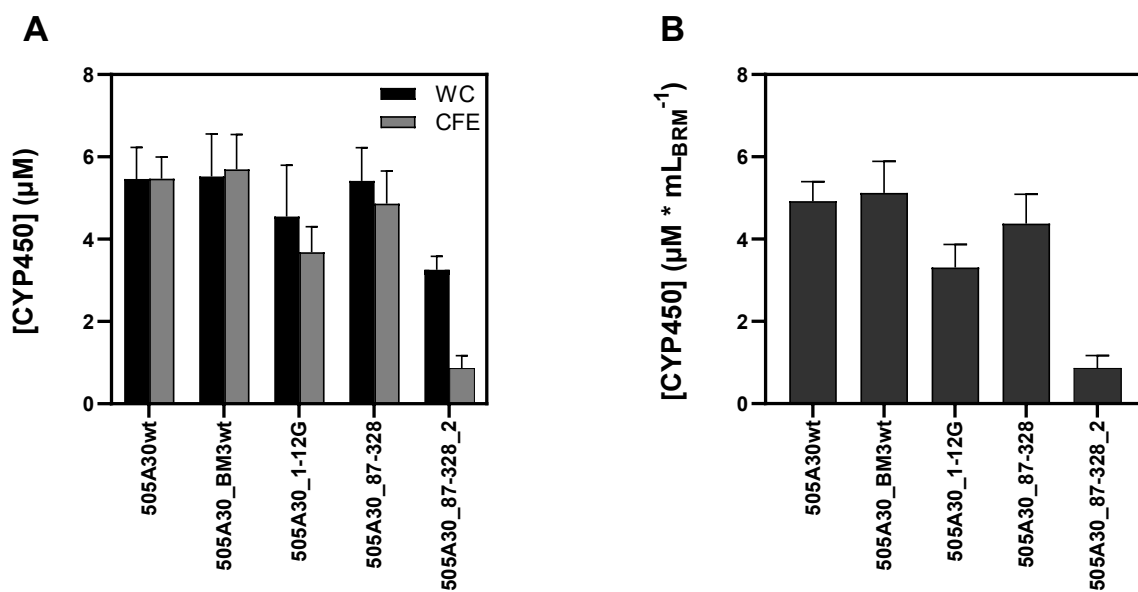 A
[CYP450] (µM)
8
6
4
2
0
WC
CFE
505A30wt
505A30_BM3wt
505A30_1-12G
505A30_87-328
505A30_87-328_2
B
[CYP450] (µM * mL_BRM^-1)
8
6
4
2
0
505A30wt
505A30_BM3wt
505A30_1-12G
505A30_87-328
505A30_87-328_2